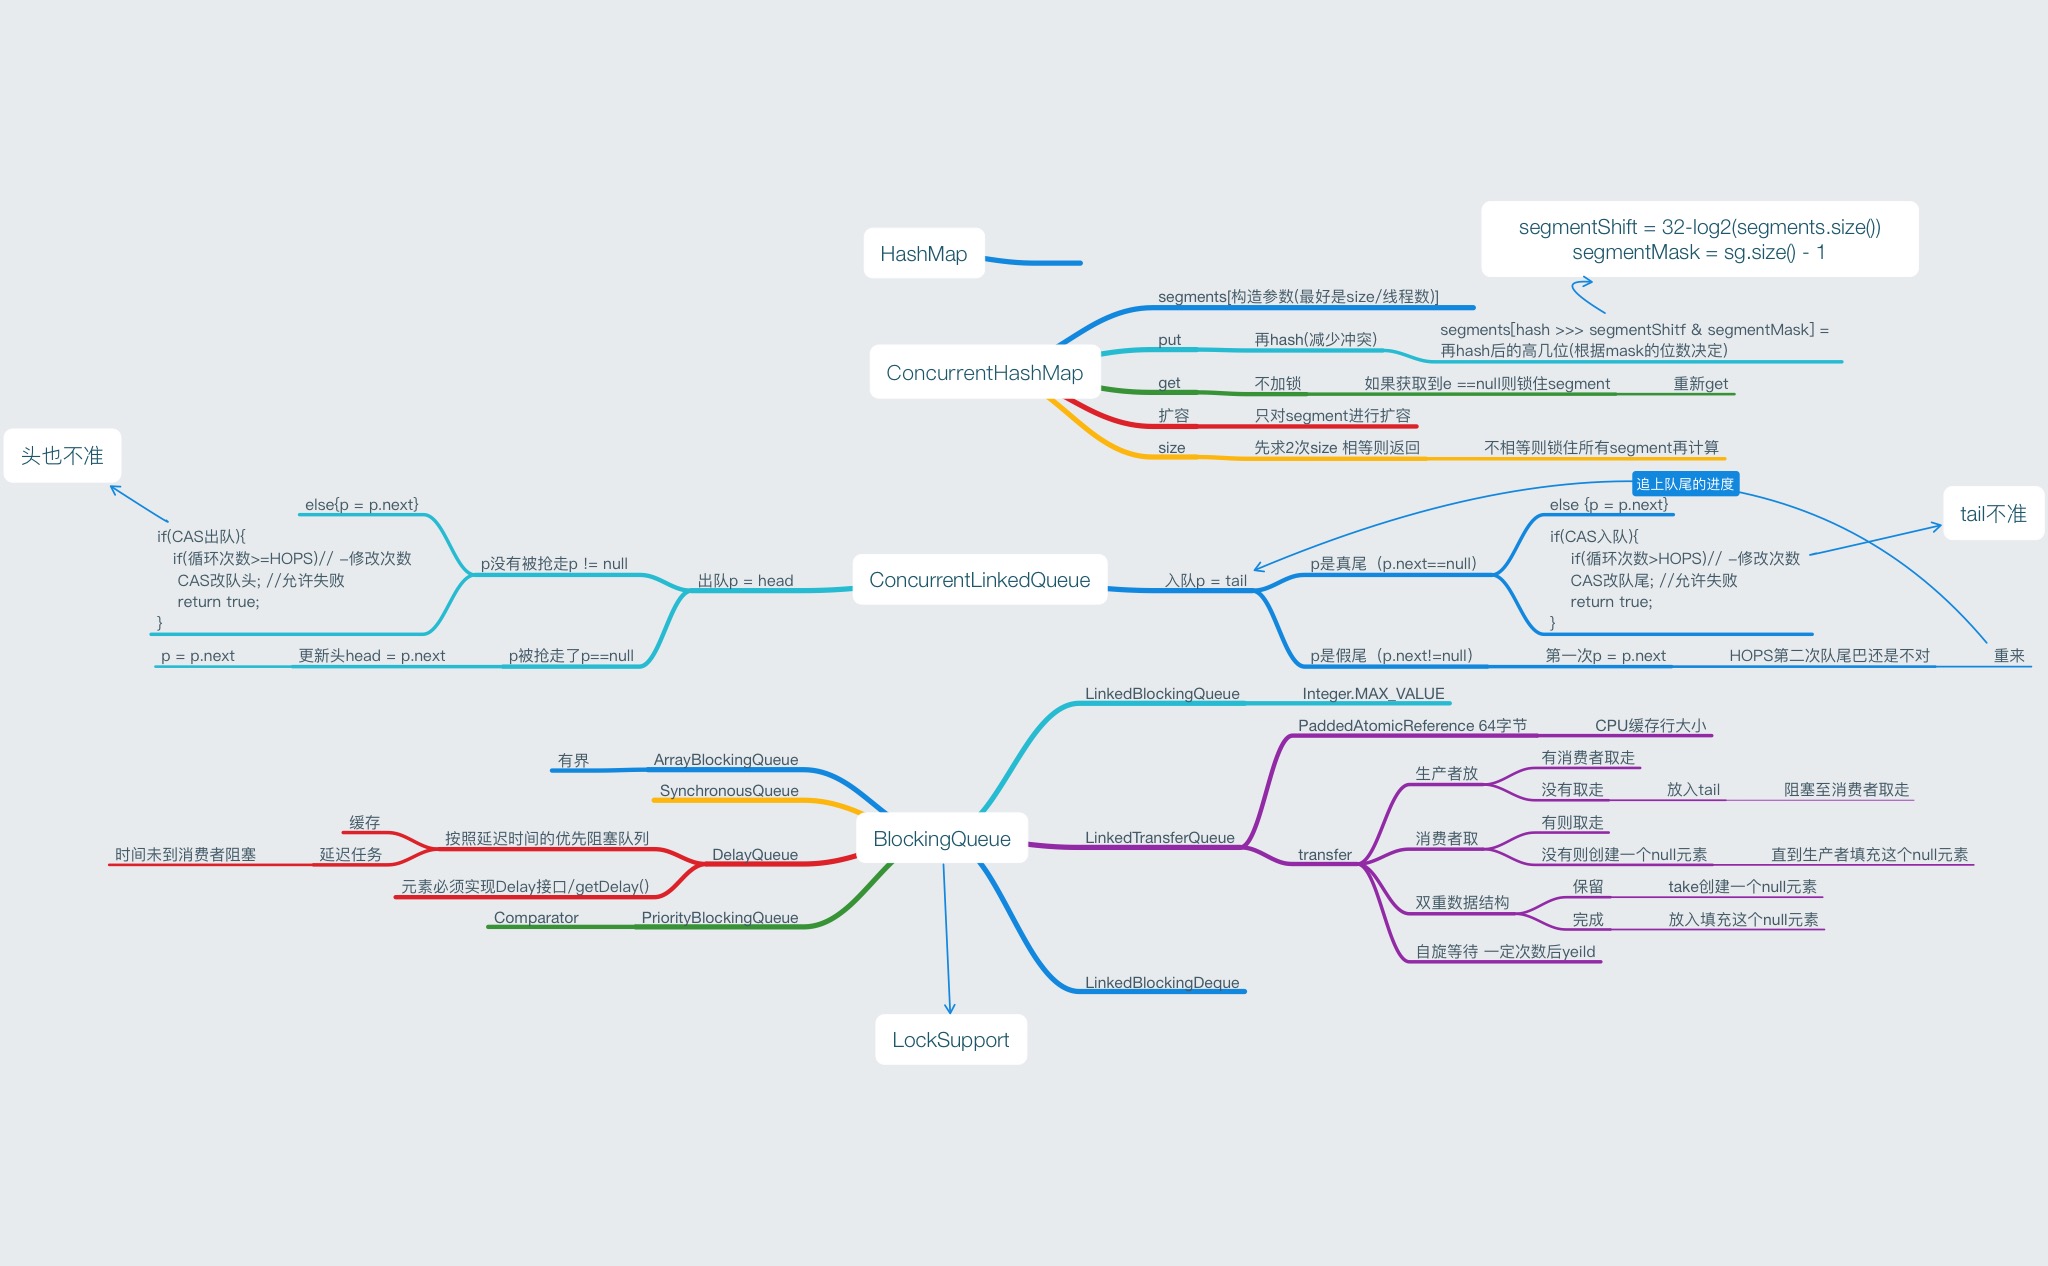 HashMap
segmentShift = 32-log2(segments.size())
segmentMask = sg.size() - 1
ConcurrentHashMap
segments[构造参数(最好是size/线程数)]
put
再hash(减少冲突)
segments[hash >>> segmentShitf & segmentMask] =
再hash后的高几位(根据mask的位数决定)
get
不加锁
如果获取到e ==null则锁住segment
重新get
扩容
只对segment进行扩容
size
先求2次size 相等则返回
不相等则锁住所有segment再计算
头也不准
else{p = p.next}
if(CAS出队){
if(循环次数>=HOPS)// -修改次数
CAS改队头; //允许失败
return true;
}
p没有被抢走p != null
出队p = head
p = p.next
更新头head = p.next
p被抢走了p==null
ConcurrentLinkedQueue
入队p = tail
p是真尾（p.next==null）
追上队尾的进度
else {p = p.next}
if(CAS入队){
if(循环次数>HOPS)// -修改次数
CAS改队尾; //允许失败
return true;
}
tail不准
p是假尾（p.next!=null）
第一次p = p.next
HOPS第二次队尾巴还是不对
重来
BlockingQueue
LinkedBlockingQueue
Integer.MAX_VALUE
有界
ArrayBlockingQueue
SynchronousQueue
缓存
时间未到消费者阻塞
延迟任务
按照延迟时间的优先阻塞队列
DelayQueue
元素必须实现Delay接口/getDelay()
Comparator
PriorityBlockingQueue
LinkedTransferQueue
PaddedAtomicReference 64字节
CPU缓存行大小
transfer
生产者放
有消费者取走
没有取走
放入tail
阻塞至消费者取走
消费者取
有则取走
没有则创建一个null元素
直到生产者填充这个null元素
双重数据结构
保留
take创建一个null元素
完成
放入填充这个null元素
自旋等待 一定次数后yeild
LinkedBlockingDeque
LockSupport